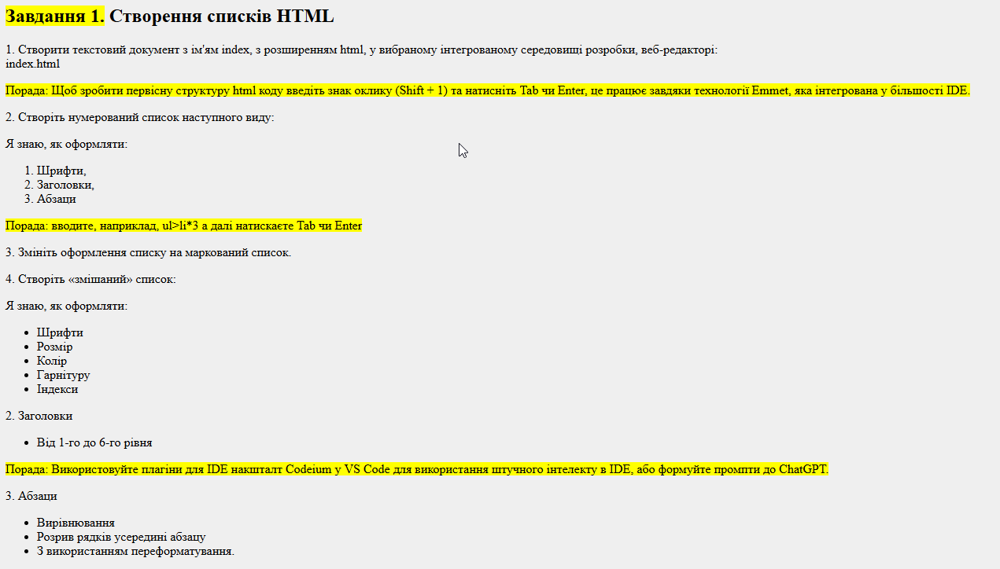 Завдання 1. Створення списків HTML
1. Створити текстовий документ з ім'ям index, з розширенням html, у вибраному інтегрованому середовищі розробки, веб-редакторі:
index.html
Порада: Щоб зробити первісну структуру html коду введіть знак оклику (Shift + 1) та натисніть Tab чи Enter, це працює завдяки технології Emmet, яка інтегрована у більшості IDE.
2. Створіть нумерований список наступного виду:
Я знаю, як оформляти:
1. Шрифти,
2. Заголовки,
3. Абзаци
Порада: вводите, наприклад, ul>li*3 а далі натискаєте Tab чи Enter
3. Змініть оформлення списку на маркований список.
4. Створіть «змішаний» список:
Я знаю, як оформляти:
• Шрифти
• Розмір
• Колір
• Гарнітуру
• Індекси
2. Заголовки
• Від 1-го до 6-го рівня
Порада: Використовуйте плагіни для IDE накшталт Codeium у VS Code для використання штучного інтелекту в IDE, або формуйте промпти до ChatGPT.
3. Абзаци
• Вирівнювання
• Розрив рядків усередині абзацу
• З використанням переформатування.